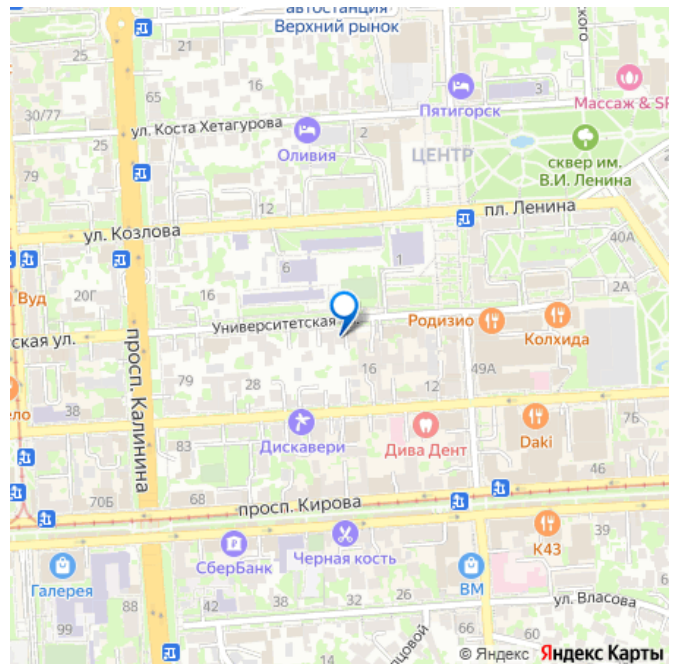 автостанция
Верхний рынок
21
65
16
30/77
ул. Коста Хетагурова
Пятигорск
3
Массаж & SF
2
Оливия
ЦЕНТР
сквер им.
В.И. Ленина
79
25
12
пл. Ленина
ул. Козлова
40А
6
1
Вуд
20Г
16
2А
Университетская
Родизио
Колхида
ская ул.
просп. Калинина
79
28
16
12
49А
ело
38
Дискавери
Дива Дент
Daki
7Б
83
46
70Б
68
просп. Кирова
К43
39
СберБанк
Черная кость
Галерея
ВМ
88
42
38
32
26
ул. Власова
99
66
60
© Яндекс Яндекс Карты